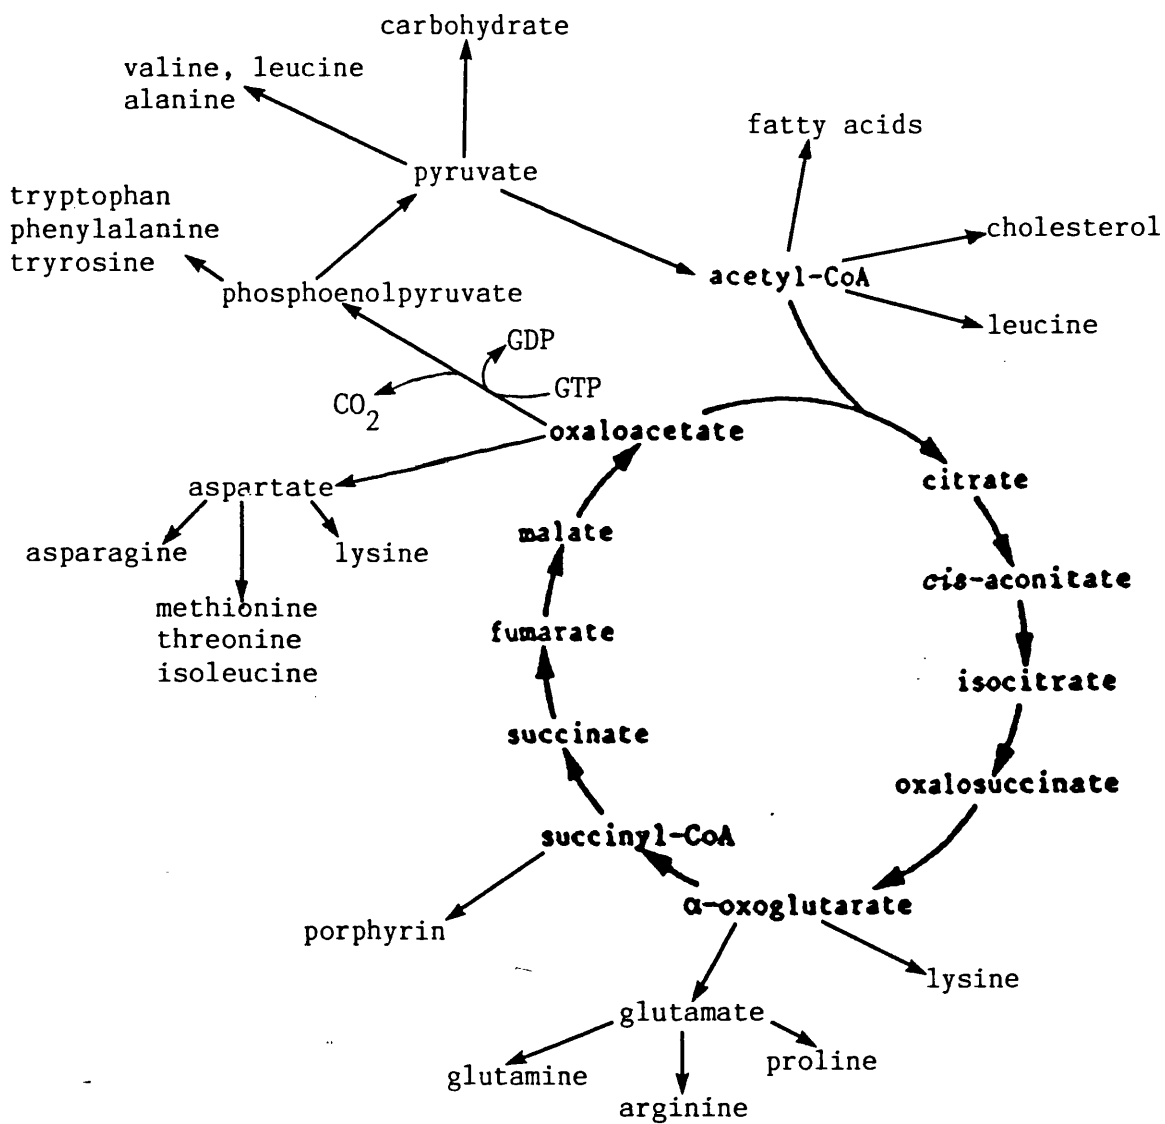 carbohydrate
valine, leucine
alanine
fatty acids
pyruvate
tryptophan
phenylalanine
tryrosine
cholesterol
acetyl-CoA
phosphoenolpyruvate
leucine
GDP
GTP
CO2
oxaloacetate
citrate
aspartate
malate
asparagine
lysine
cis-aconitate
methionine
threonine
isoleucine
fumarate
isocitrate
succinate
oxalosuccinate
succinyl-CoA
α-oxoglutarate
porphyrin
lysine
glutamate
proline
glutamine
arginine